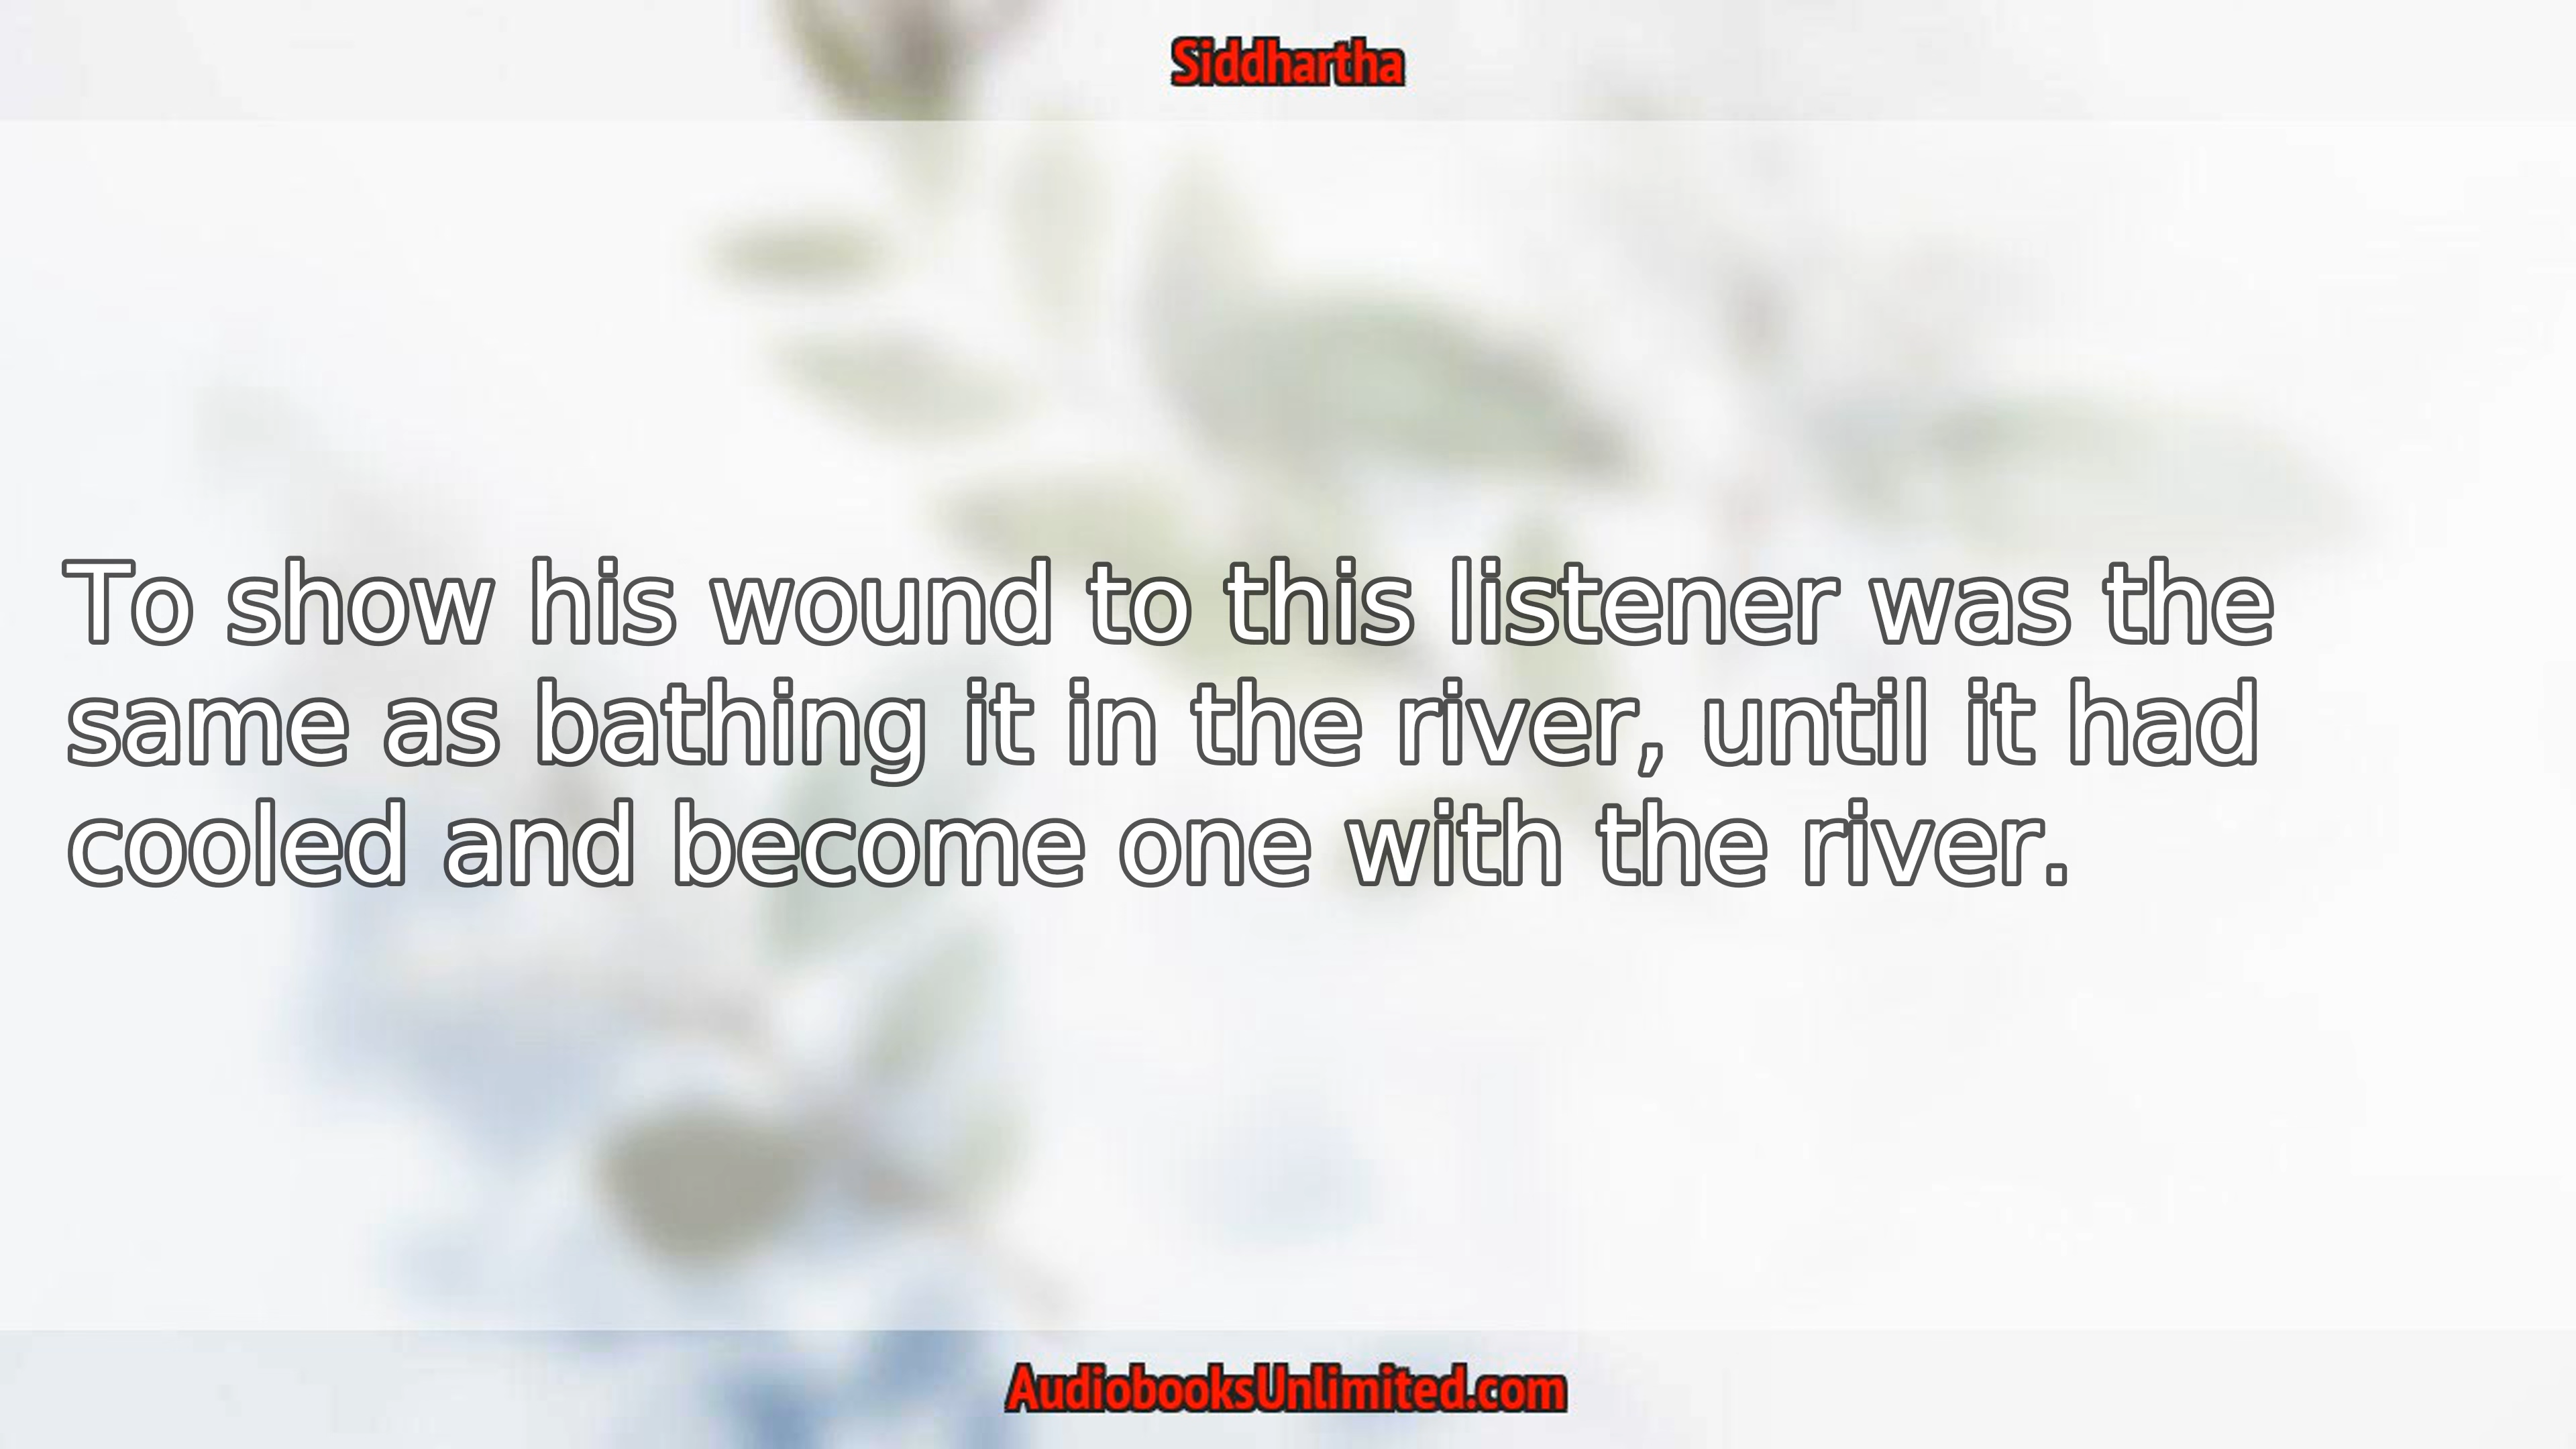 Siddhartha
To show his wound to this listener was the
same as bathing it in the river, until it had
cooled and become one with the river.
AudiobooksUnlimited.com